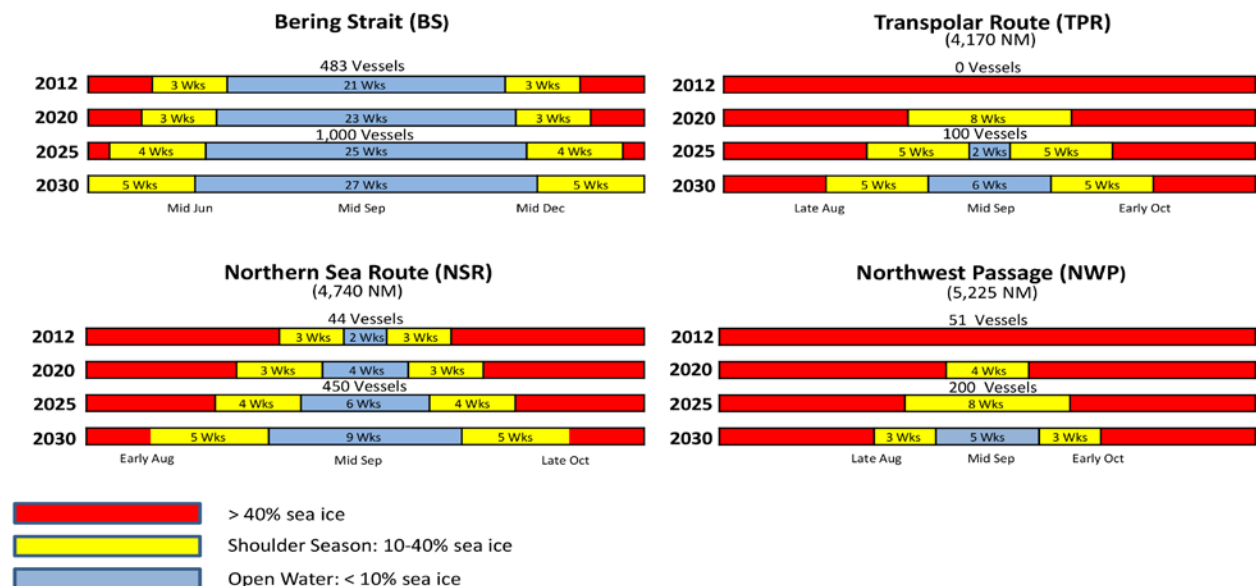 Bering Strait (BS)
483 Vessels
2012 3 Wks 21 Wks 3 Wks
2020 3 Wks 23 Wks 3 Wks
1,000 Vessels
2025 4 Wks 25 Wks 4 Wks
2030 5 Wks 27 Wks 5 Wks
Mid Jun Mid Sep Mid Dec
Transpolar Route (TPR)
(4,170 NM)
0 Vessels
2012
2020 8 Wks
100 Vessels
2025 5 Wks 2 Wks 5 Wks
2030 5 Wks 6 Wks 5 Wks
Late Aug Mid Sep Early Oct
Northern Sea Route (NSR)
(4,740 NM)
44 Vessels
2012 3 Wks 2 Wks 3 Wks
2020 3 Wks 4 Wks 3 Wks
450 Vessels
2025 4 Wks 6 Wks 4 Wks
2030 5 Wks 9 Wks 5 Wks
Early Aug Mid Sep Late Oct
Northwest Passage (NWP)
(5,225 NM)
51 Vessels
2012
2020 4 Wks
200 Vessels
2025 8 Wks
2030 3 Wks 5 Wks 3 Wks
Late Aug Mid Sep Early Oct
> 40% sea ice
Shoulder Season: 10-40% sea ice
Open Water: < 10% sea ice